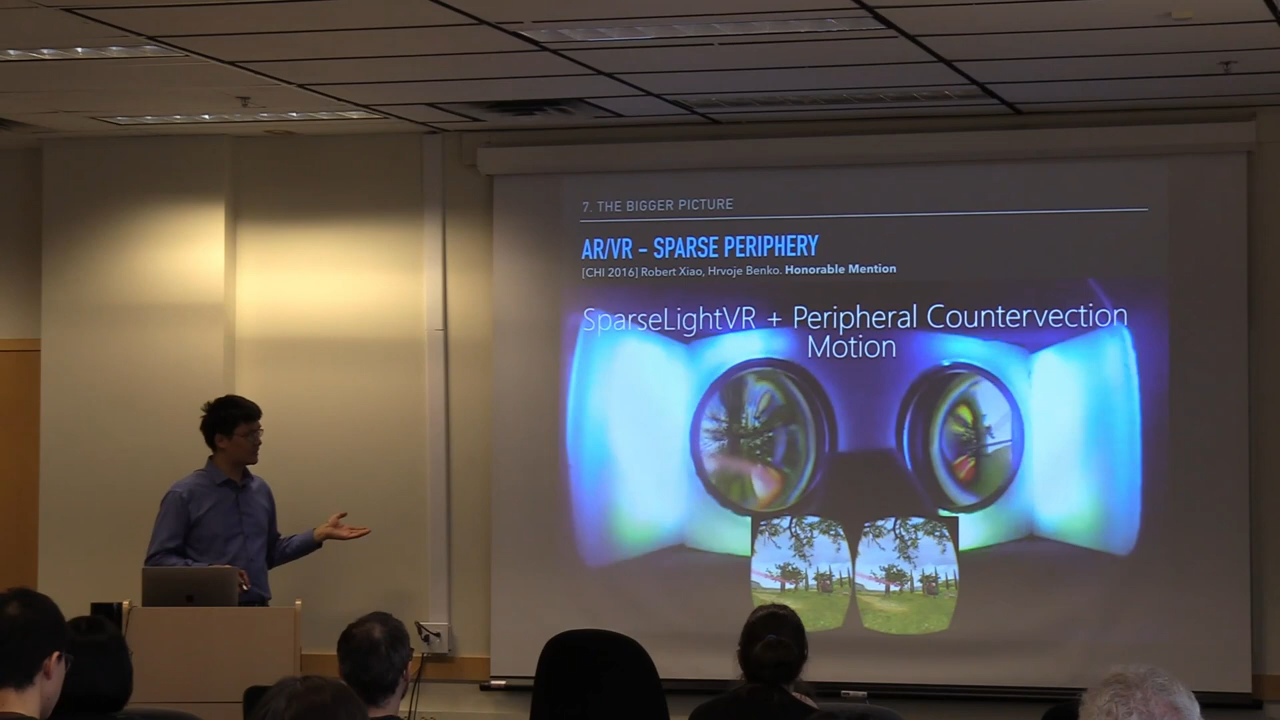 7. THE BIGGER PICTURE
AR/VR – SPARSE PERIPHERY
[CHI 2016] Robert Xiao, Hrvoje Benko. Honorable Mention
SparseLightVR + Peripheral Countervection
Motion